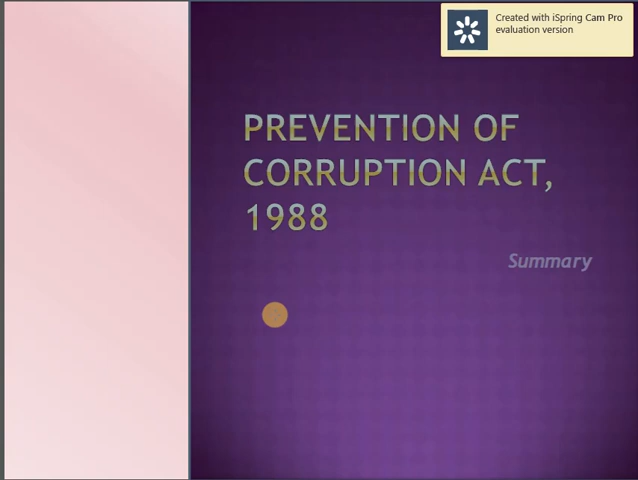 Created with iSpring Cam Pro
evaluation version
PREVENTION OF
CORRUPTION ACT,
1988
Summary